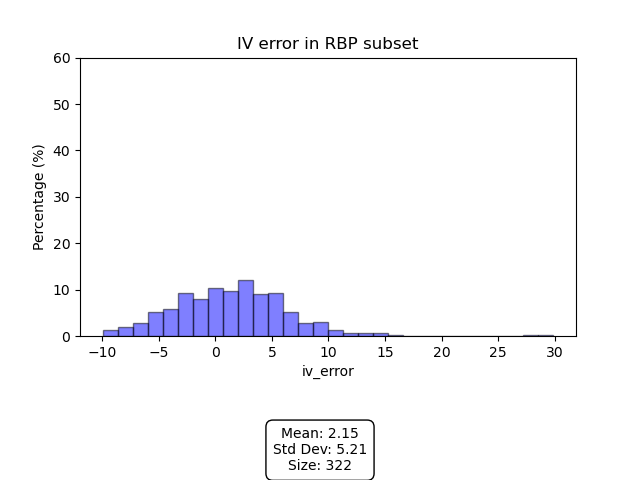 IV error in RBP subset
60
50
40
30
20
10
0
Percentage (%)
−10 −5 0 5 10 15 20 25 30
iv_error
Mean: 2.15
Std Dev: 5.21
Size: 322